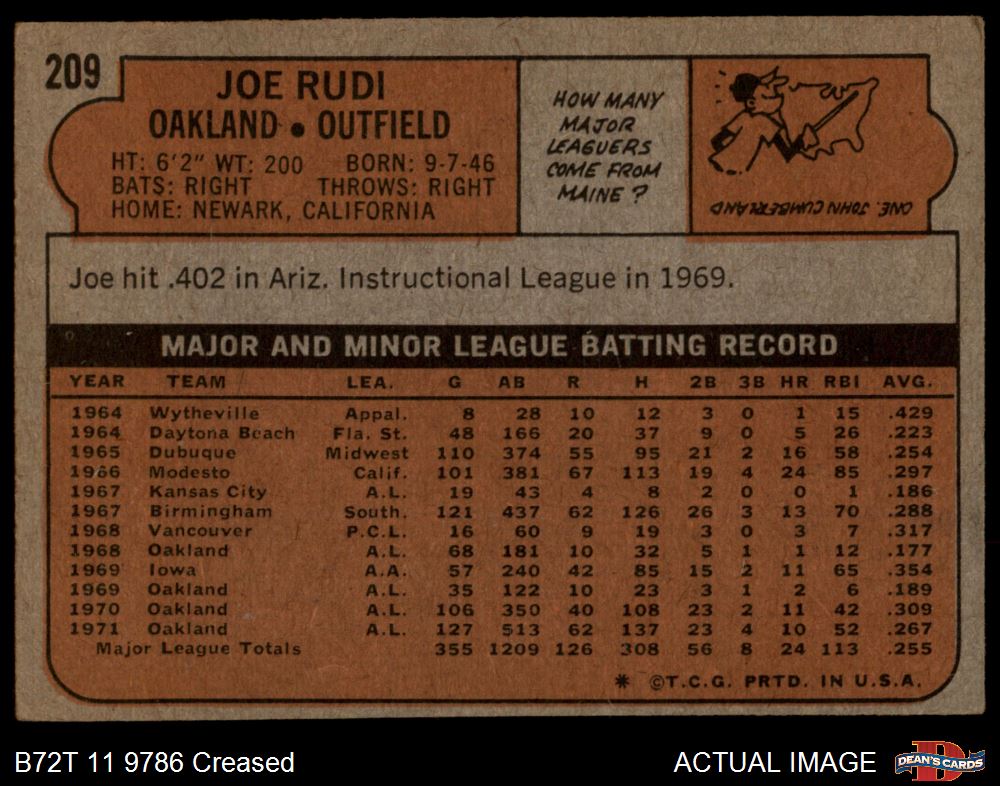 209
JOE RUDI
OAKLAND • OUTFIELD
HT: 6'2" WT: 200 BORN: 9-7-46
BATS: RIGHT THROWS: RIGHT
HOME: NEWARK, CALIFORNIA
HOW MANY
MAJOR
LEAGUERS
COME FROM
MAINE ?
ONE. JOHN CUMBERLAND
Joe hit .402 in Ariz. Instructional League in 1969.
MAJOR AND MINOR LEAGUE BATTING RECORD
YEAR TEAM LEA. G AB R H 2B 3B HR RBI AVG.
1964 Wytheville Appal. 8 28 10 12 3 0 1 15 .429
1964 Daytona Beach Fla. St. 48 166 20 37 9 0 5 26 .223
1965 Dubuque Midwest 110 374 55 95 21 2 16 58 .254
1966 Modesto Calif. 101 381 67 113 19 4 24 85 .297
1967 Kansas City A.L. 19 43 4 8 2 0 0 1 .186
1967 Birmingham South. 121 437 62 126 26 3 13 70 .288
1968 Vancouver P.C.L. 16 60 9 19 3 0 3 7 .317
1968 Oakland A.L. 68 181 10 32 5 1 1 12 .177
1969 Iowa A.A. 57 240 42 85 15 2 11 65 .354
1969 Oakland A.L. 35 122 10 23 3 1 2 6 .189
1970 Oakland A.L. 106 350 40 108 23 2 11 42 .309
1971 Oakland A.L. 127 513 62 137 23 4 10 52 .267
Major League Totals 355 1209 126 308 56 8 24 113 .255
* ©T.C.G. PRTD. IN U.S.A.
B72T 11 9786 Creased
ACTUAL IMAGE
D
DEAN'S CARDS